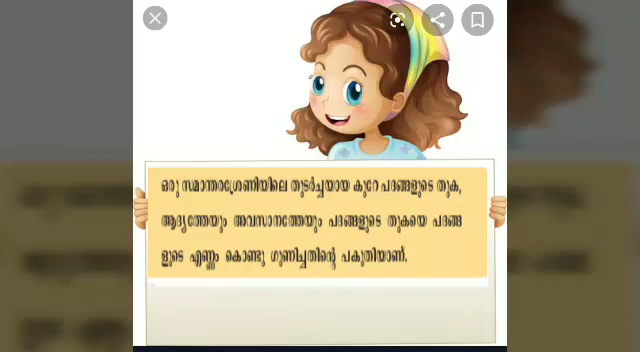 ഒരു സമാന്തരശ്രേണിയിലെ തുടർച്ചയായ കുറേ പദങ്ങളുടെ തുക,
ആദ്യത്തേയും അവസാനത്തേയും പദങ്ങളുടെ തുകയെ പദങ്ങ
ളുടെ എണ്ണം കൊണ്ടു ഗുണിച്ചതിന്റെ പകുതിയാണ്.